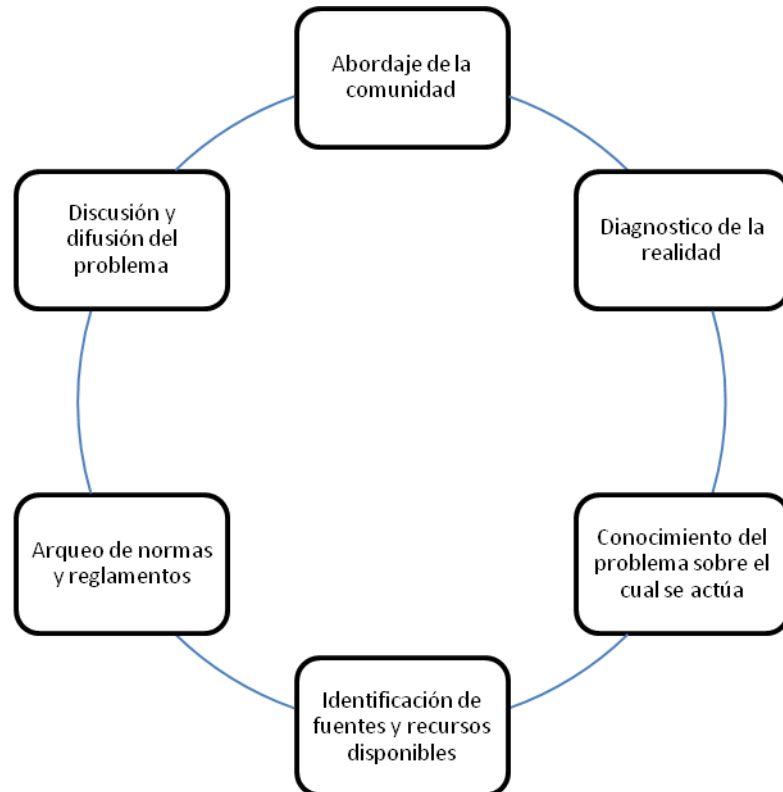 Abordaje de la
comunidad
Diagnostico de la
realidad
Conocimiento del
problema sobre el
cual se actúa
Identificación de
fuentes y recursos
disponibles
Arqueo de normas
y reglamentos
Discusión y
difusión del
problema